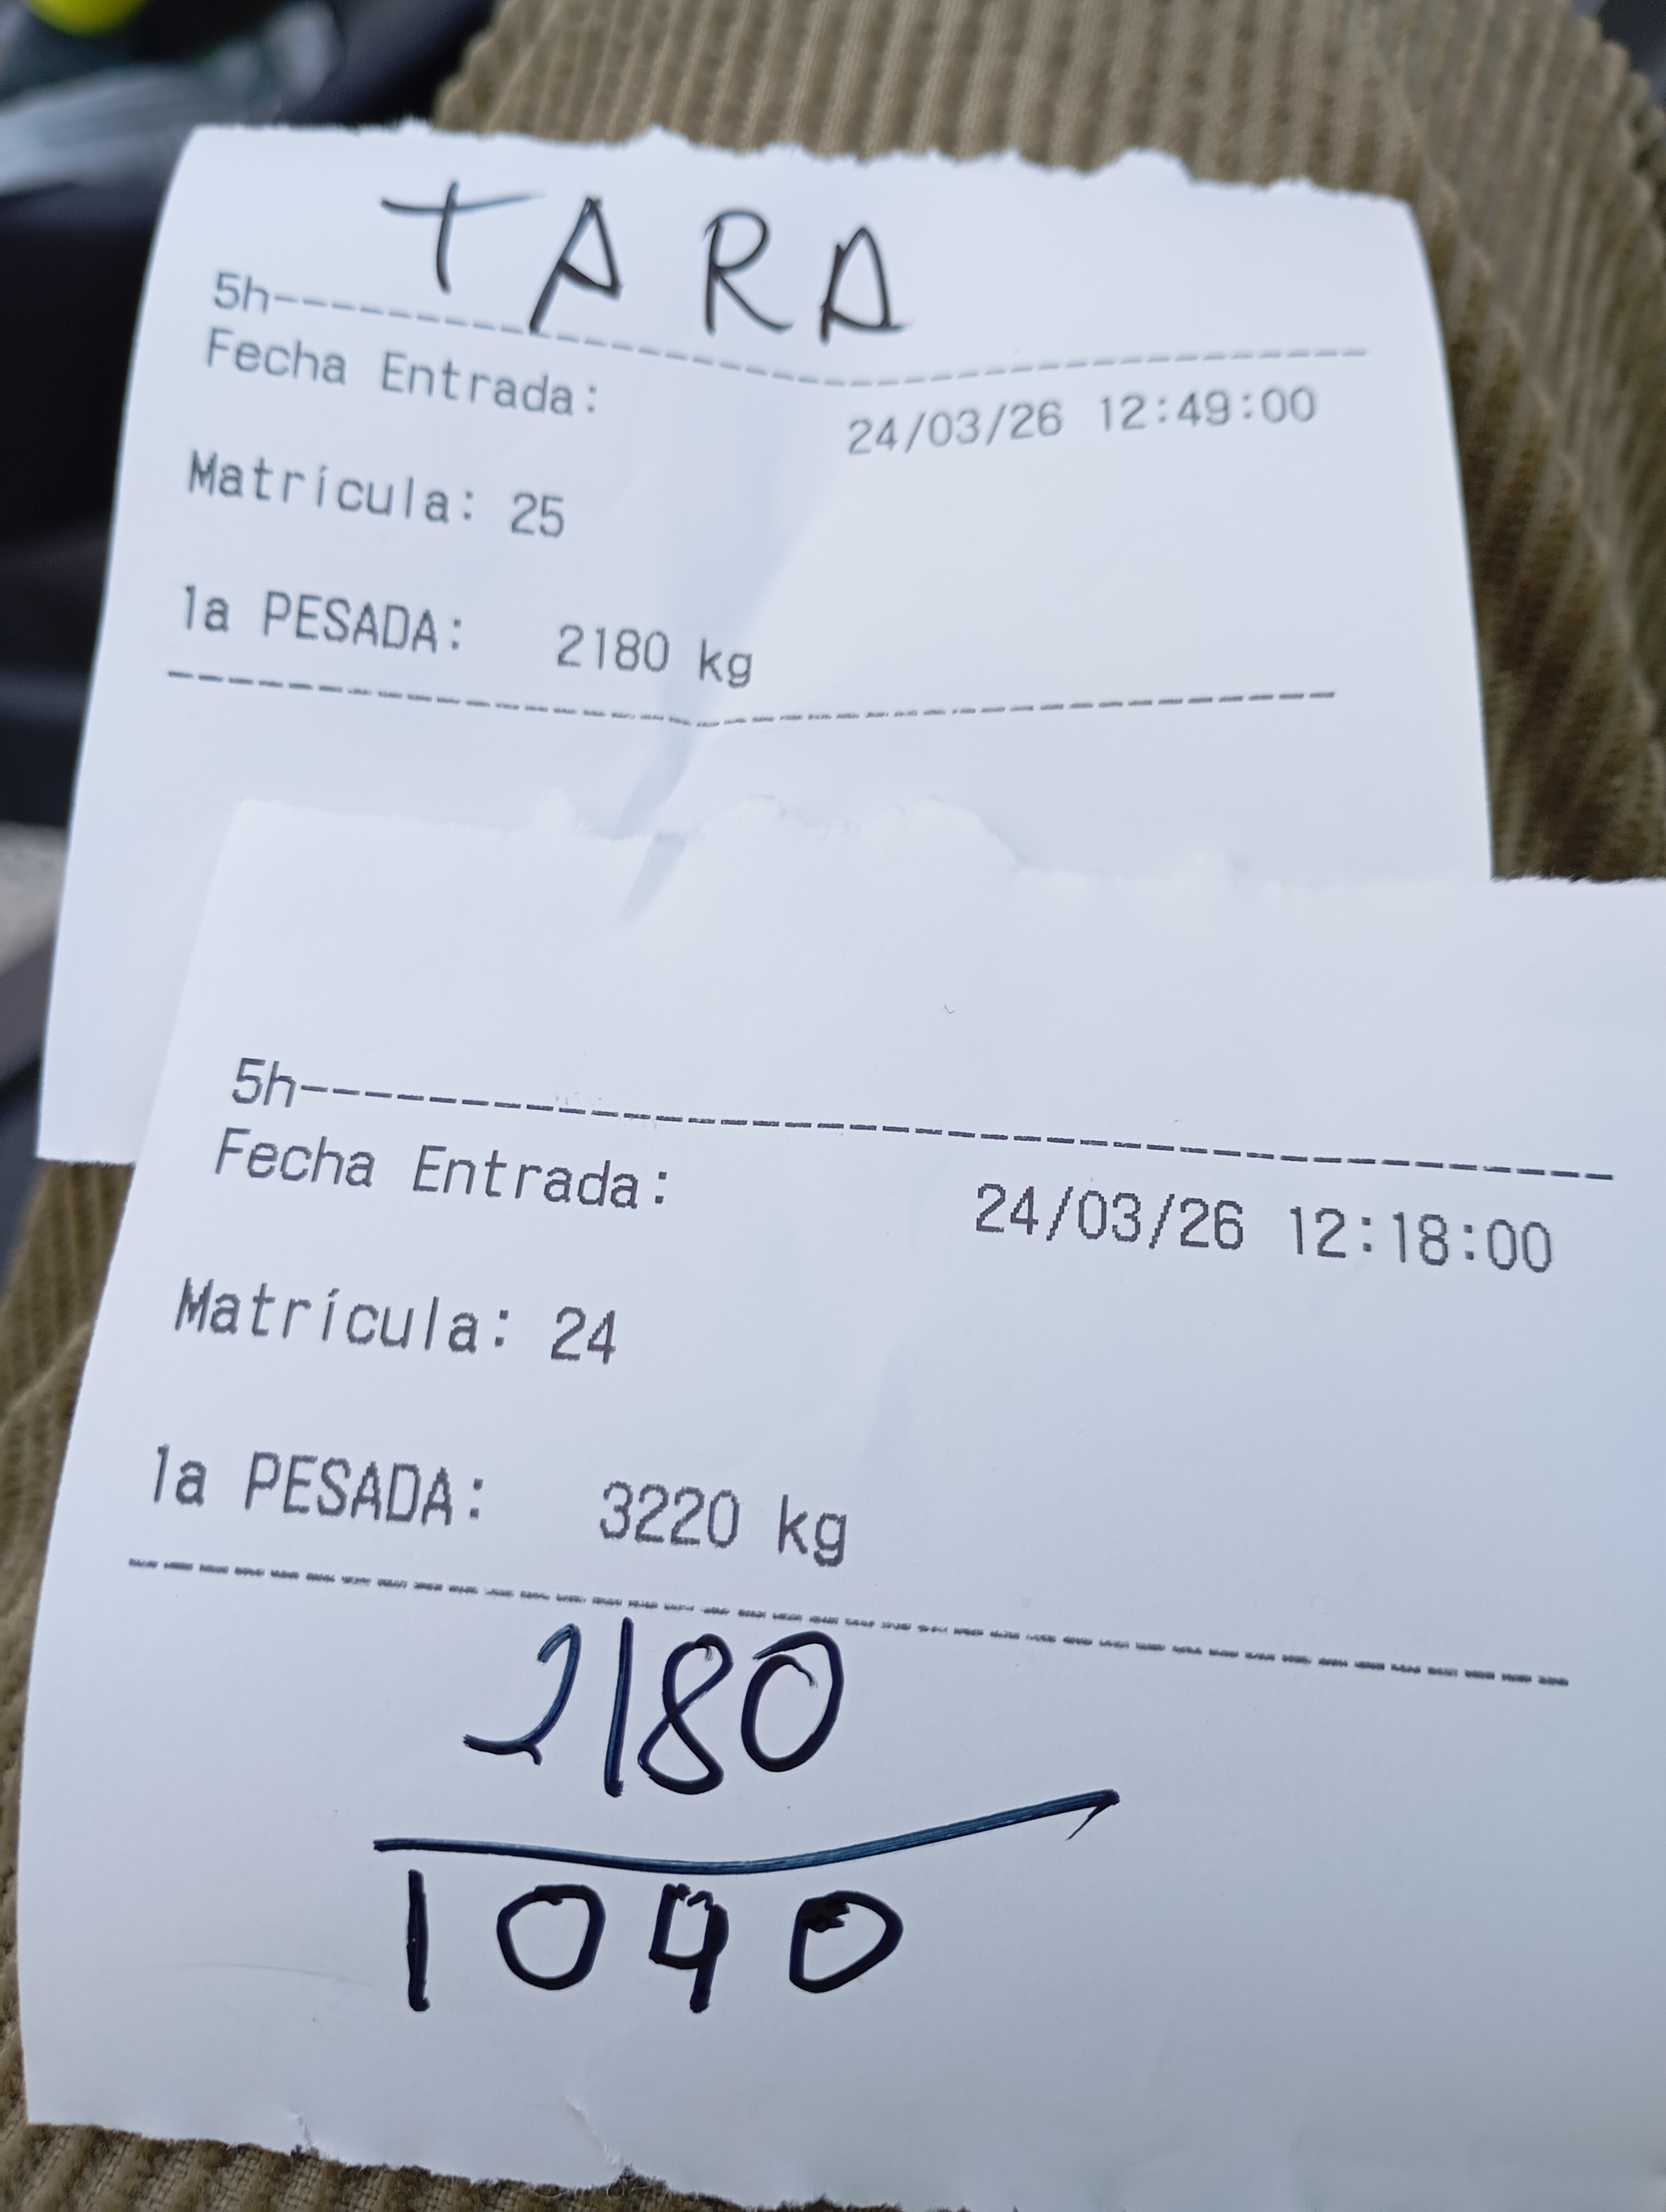 TARA
5h--------------------------------------
Fecha Entrada: 24/03/26 12:49:00
Matrícula: 25
1a PESADA: 2180 kg
----------------------------------------
5h--------------------------------------
Fecha Entrada: 24/03/26 12:18:00
Matrícula: 24
1a PESADA: 3220 kg
----------------------------------------
2180
1040